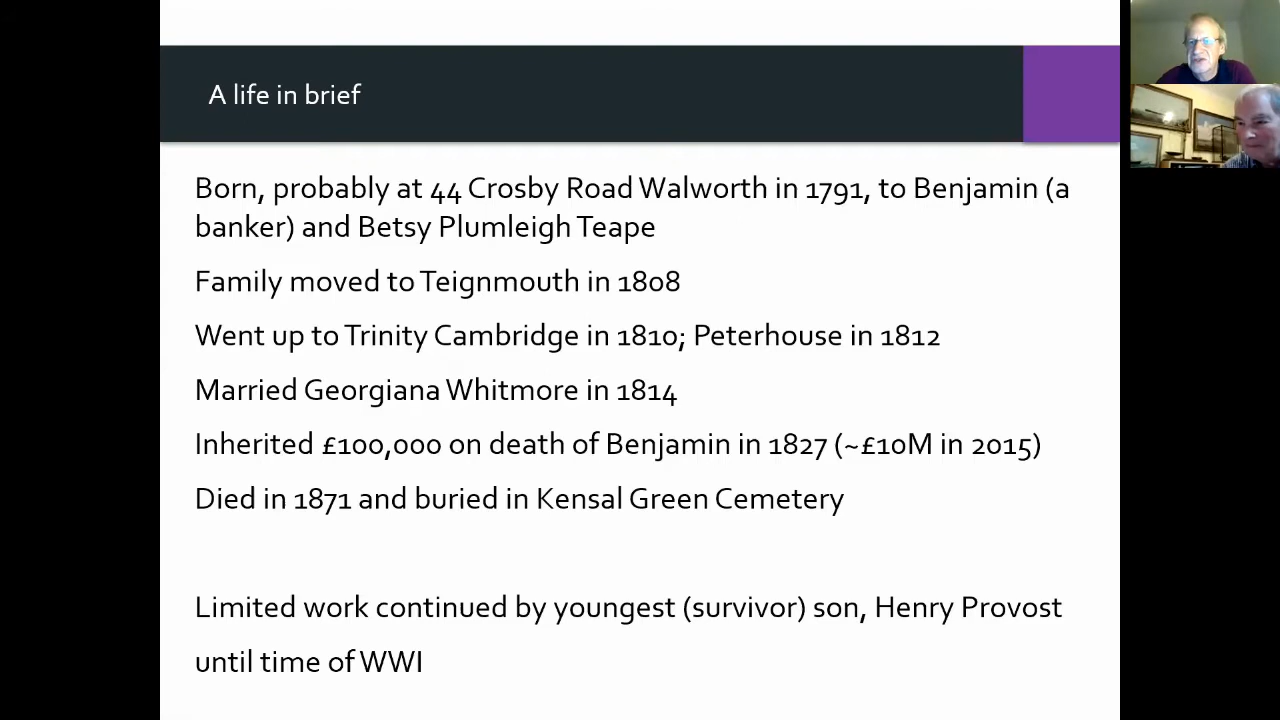 A life in brief
Born, probably at 44 Crosby Road Walworth in 1791, to Benjamin (a
banker) and Betsy Plumleigh Teape
Family moved to Teignmouth in 1808
Went up to Trinity Cambridge in 1810; Peterhouse in 1812
Married Georgiana Whitmore in 1814
Inherited £100,000 on death of Benjamin in 1827 (~£10M in 2015)
Died in 1871 and buried in Kensal Green Cemetery
Limited work continued by youngest (survivor) son, Henry Provost
until time of WWI